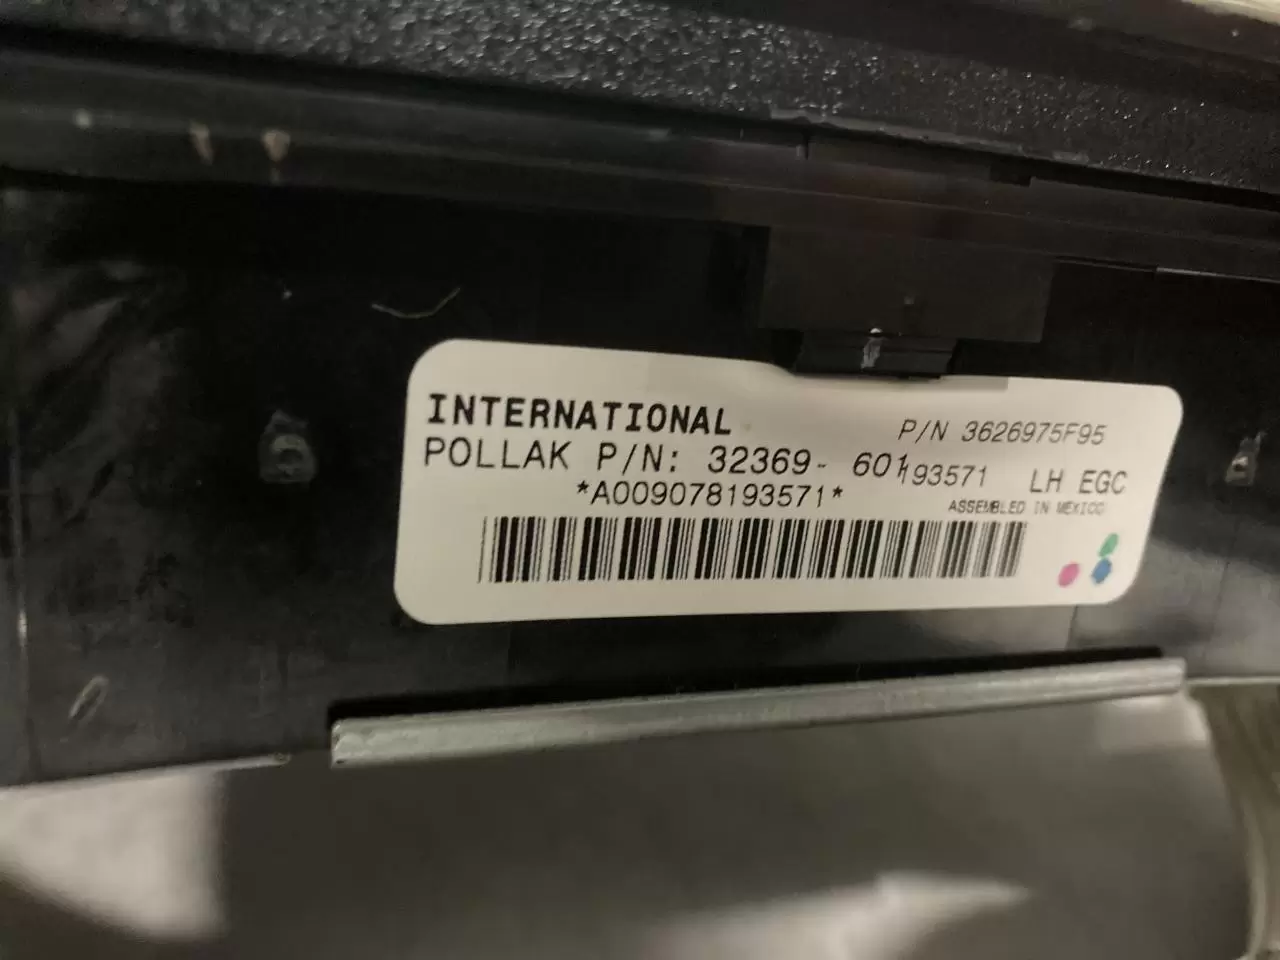 INTERNATIONAL
P/N 3626975F95
POLLAK P/N: 32369- 601
193571
LH EGC
*A009078193571*
ASSEMBLED IN MEXICO